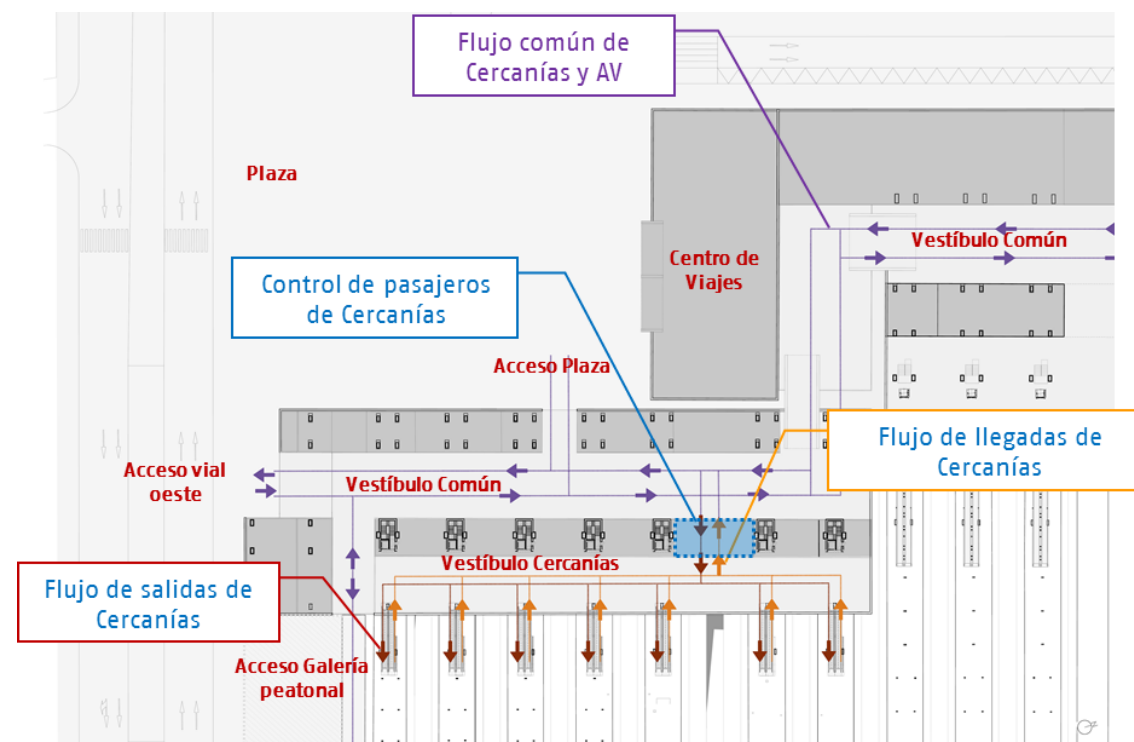 Flujo común de
Cercanías y AV
Plaza
Vestíbulo Común
Centro de
Viajes
Control de pasajeros
de Cercanías
Acceso Plaza
Flujo de llegadas de
Cercanías
Acceso vial
oeste
Vestíbulo Común
Vestíbulo Cercanías
Flujo de salidas de
Cercanías
Acceso Galería
peatonal